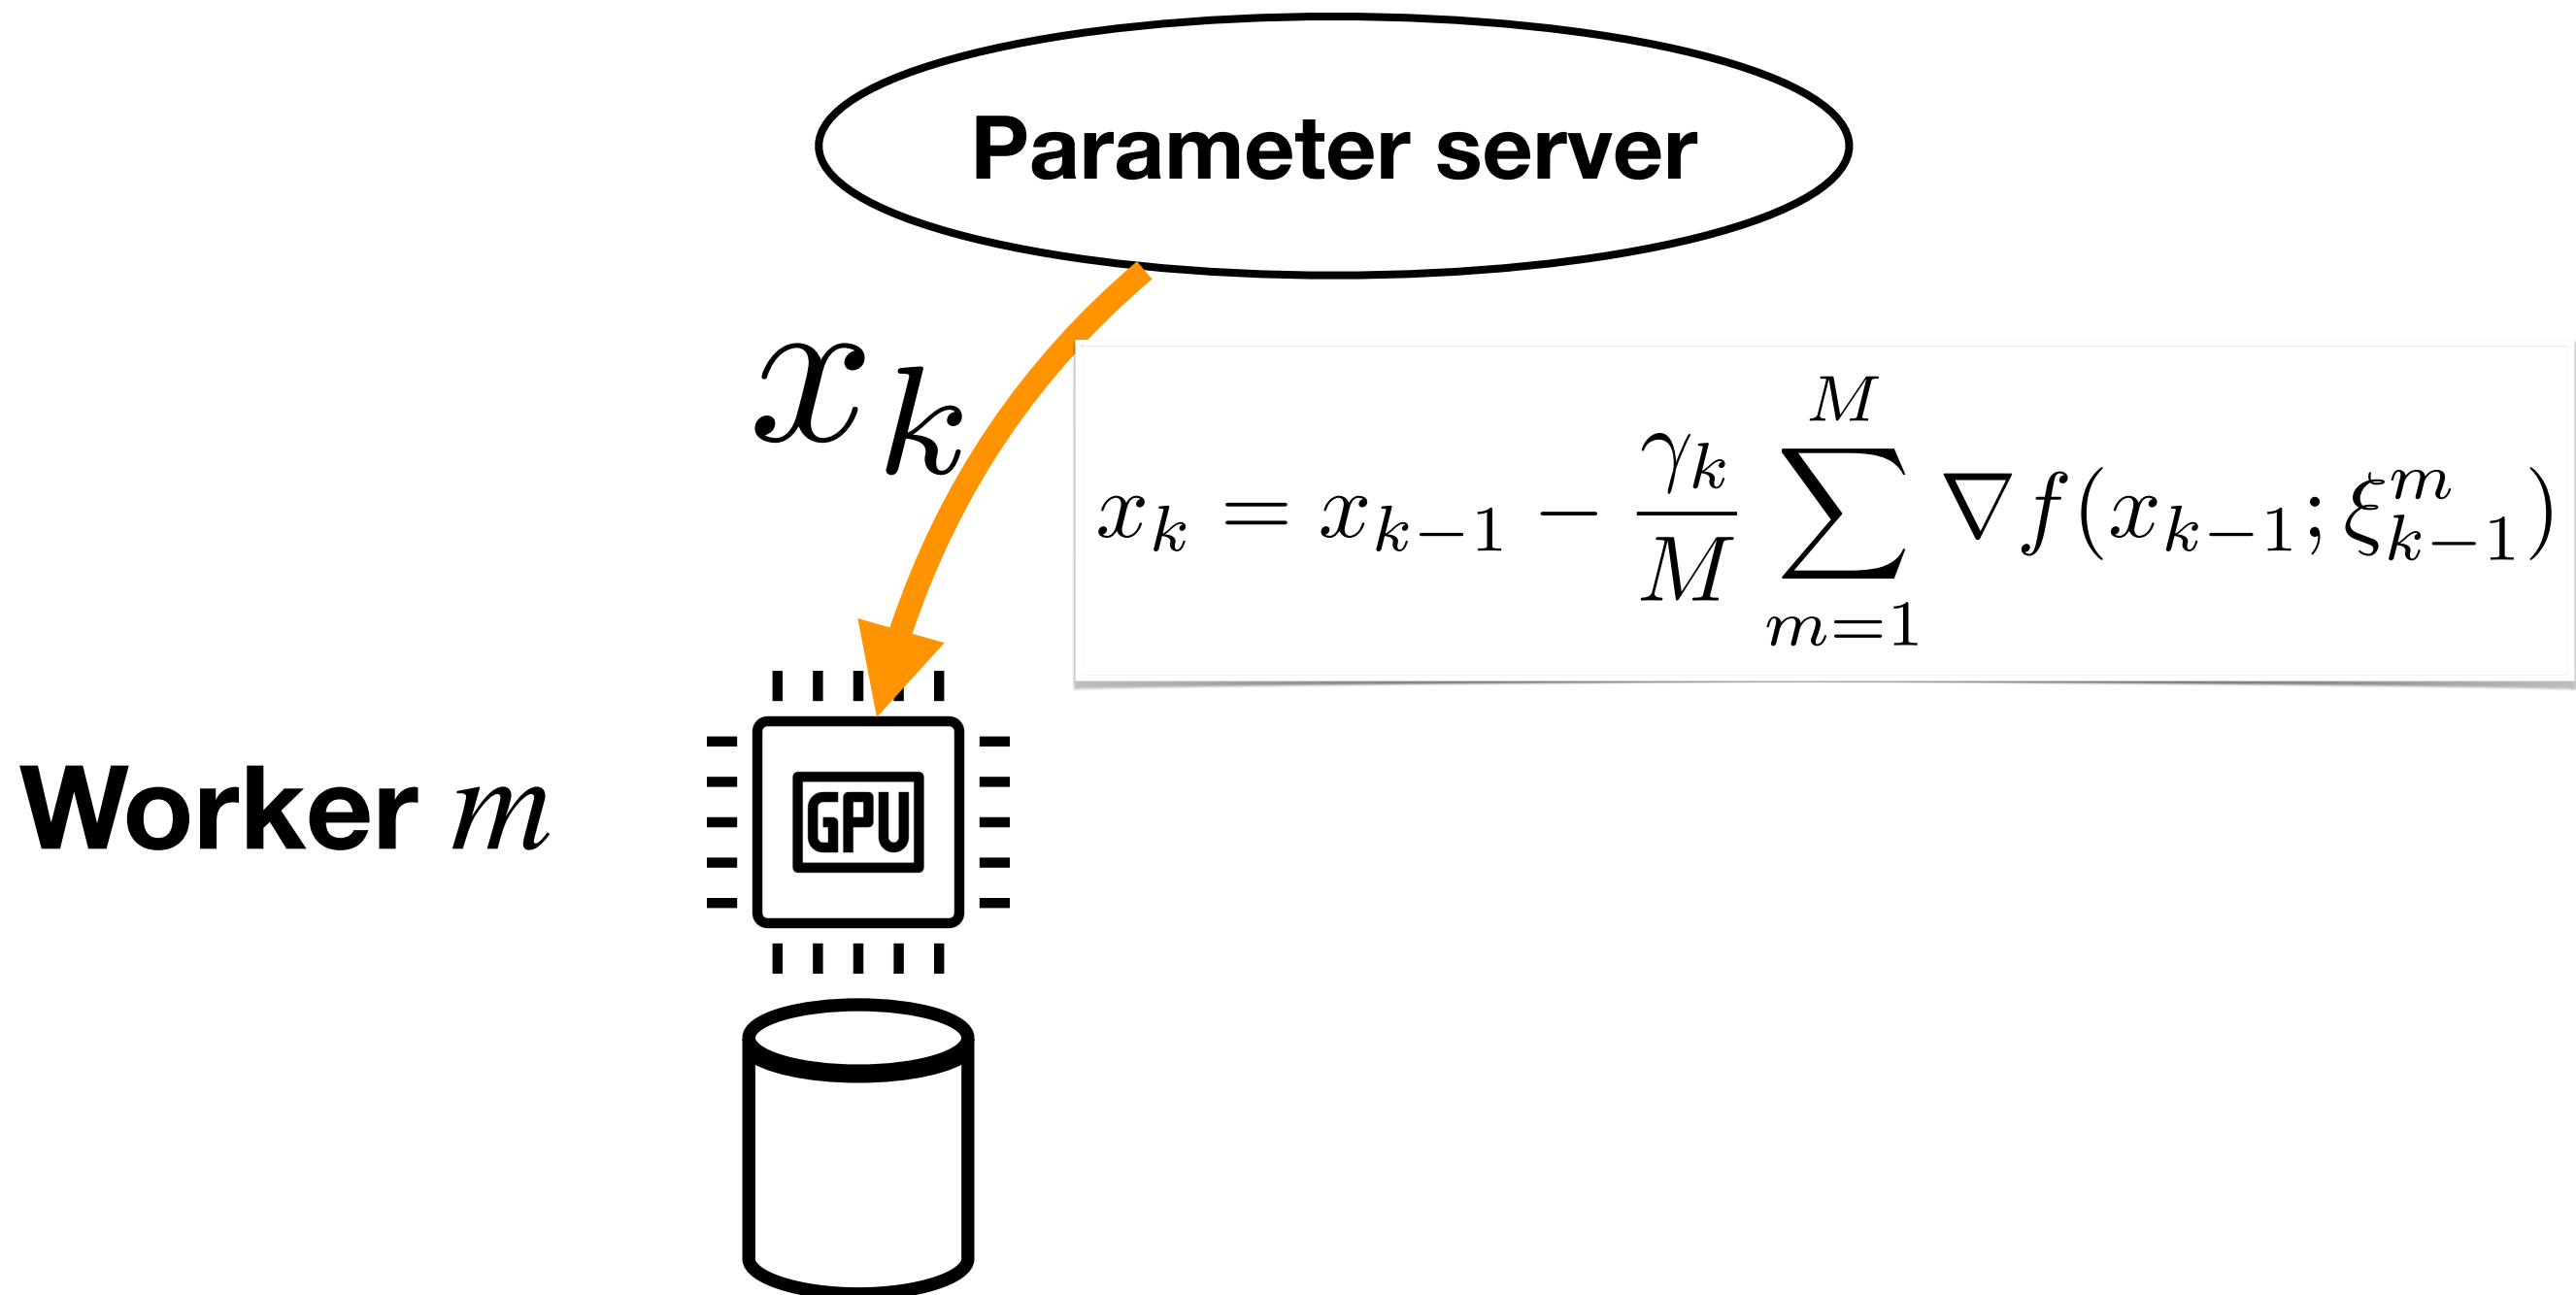 Parameter server
x_k
x_k = x_{k-1} - \frac{\gamma_k}{M} \sum_{m=1}^{M} \nabla f(x_{k-1}; \xi_{k-1}^m)
Worker m
GPU